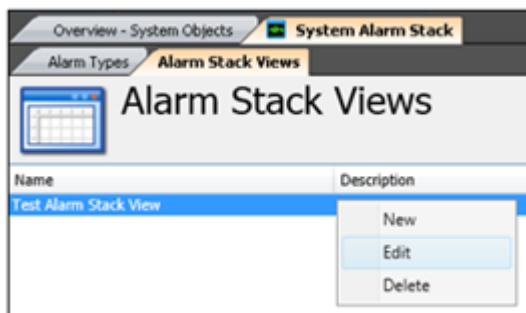 Overview - System Objects System Alarm Stack
Alarm Types Alarm Stack Views
Alarm Stack Views
Name Description
Test Alarm Stack View
New
Edit
Delete